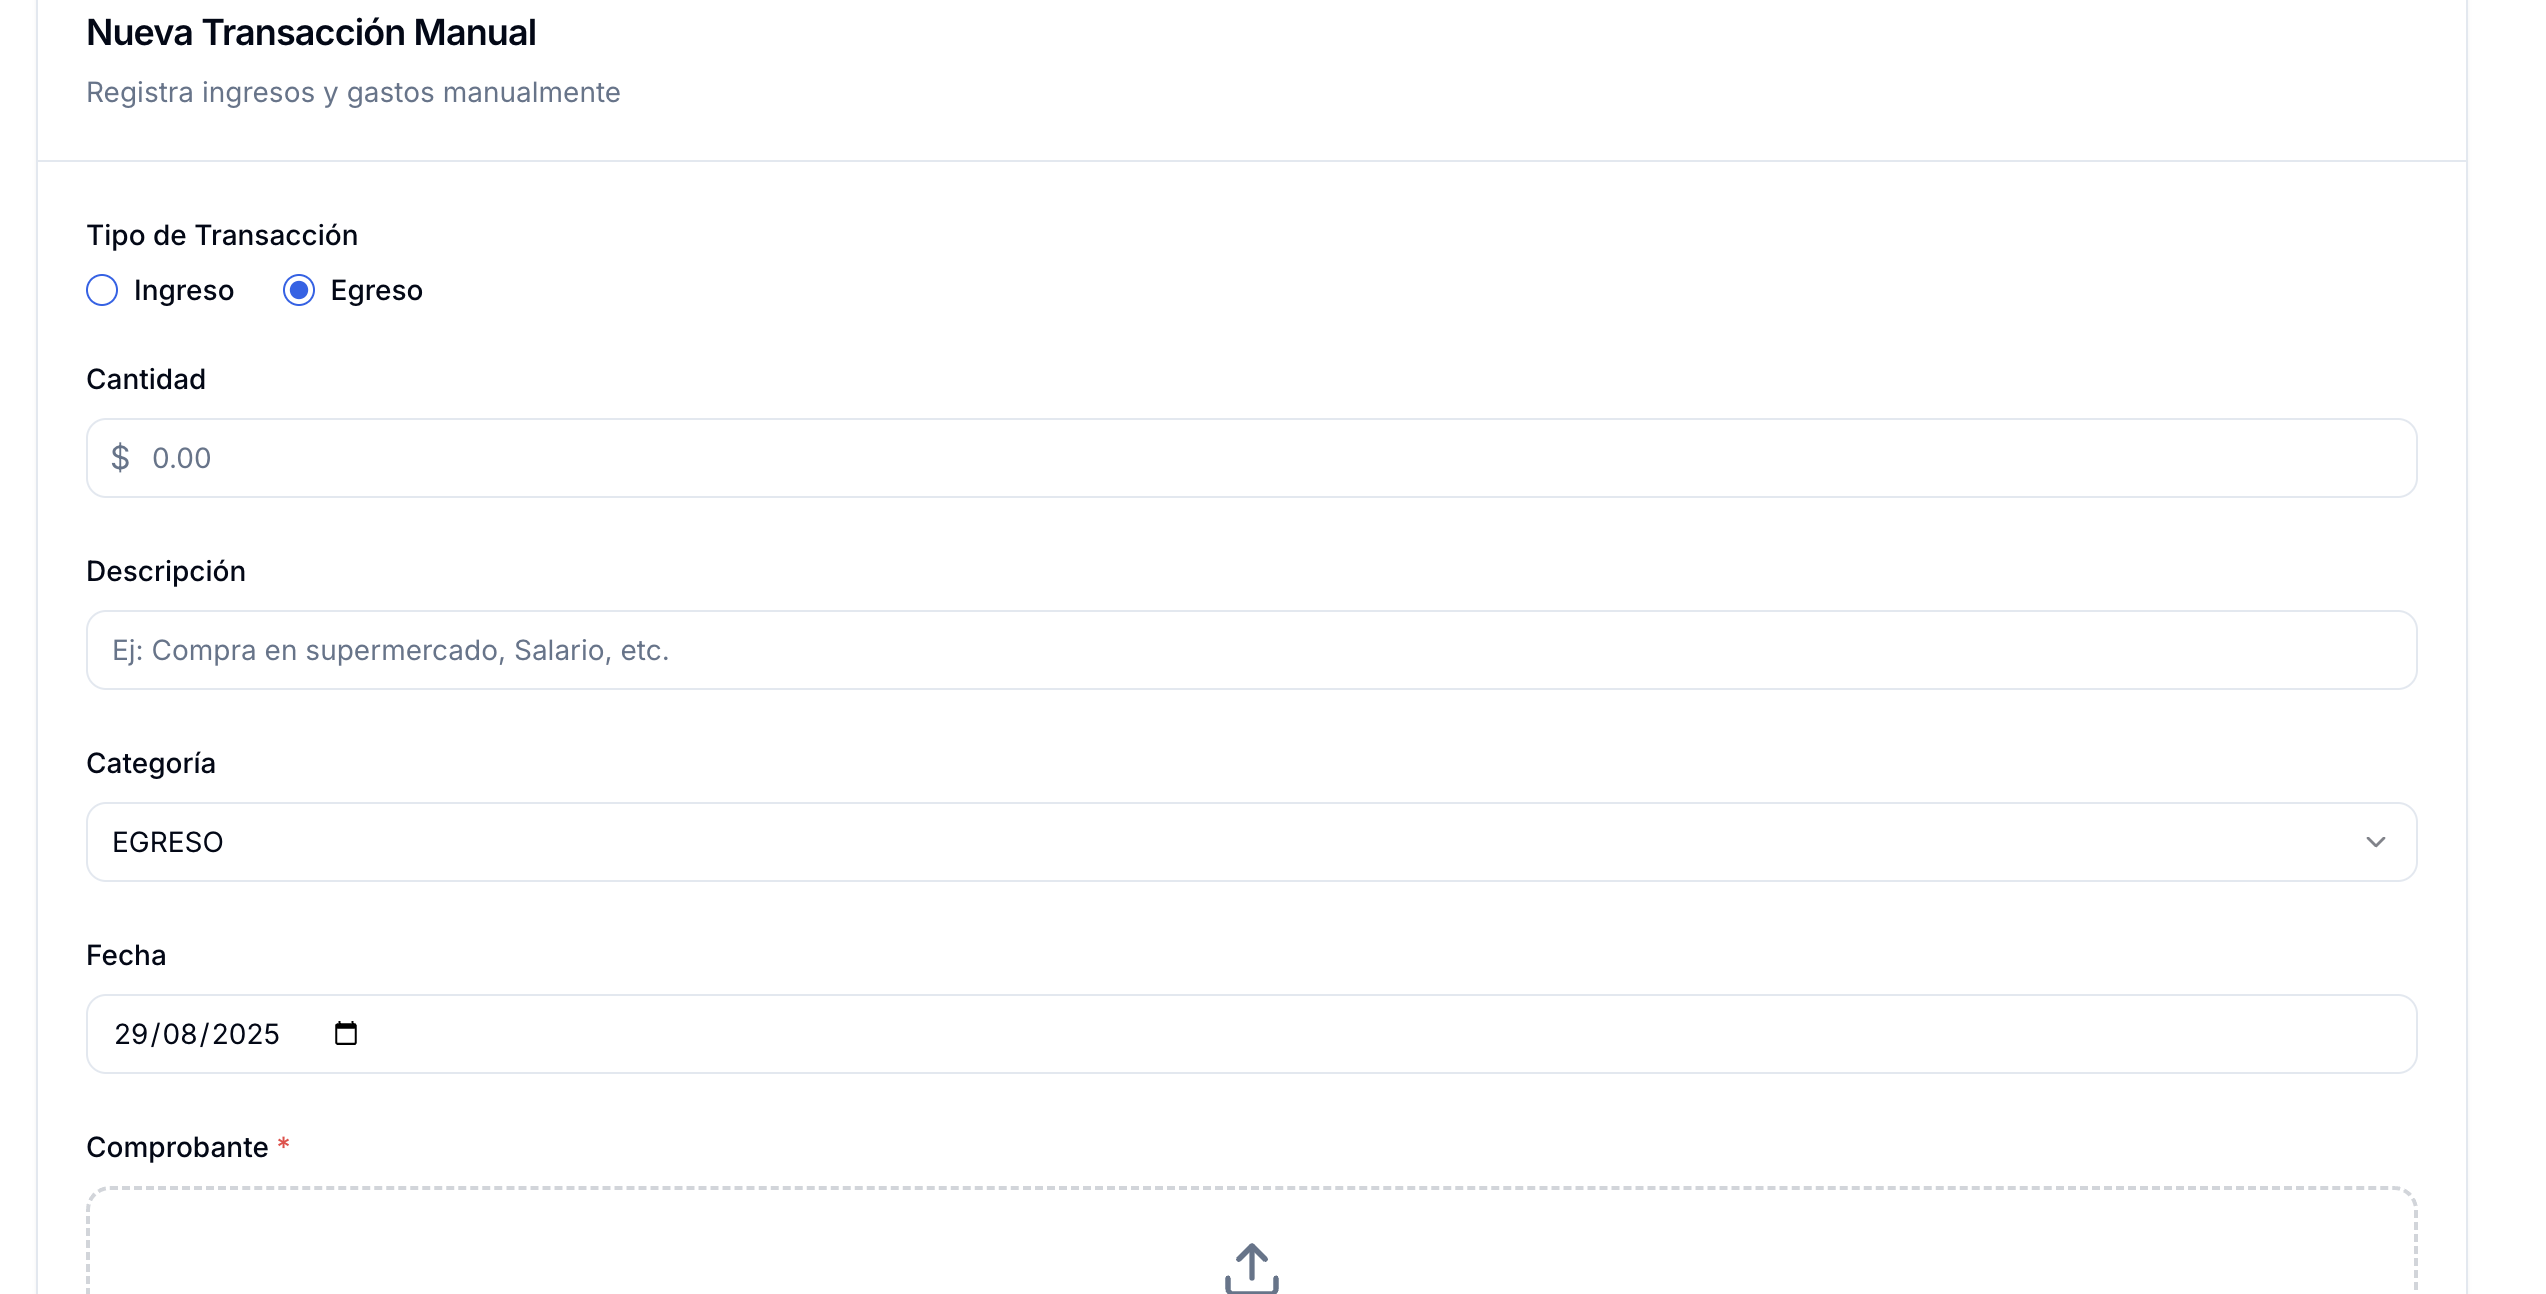 Nueva Transacción Manual
Registra ingresos y gastos manualmente
Tipo de Transacción
Ingreso Egreso
Cantidad
$ 0.00
Descripción
Ej: Compra en supermercado, Salario, etc.
Categoría
EGRESO
Fecha
29/08/2025
Comprobante *